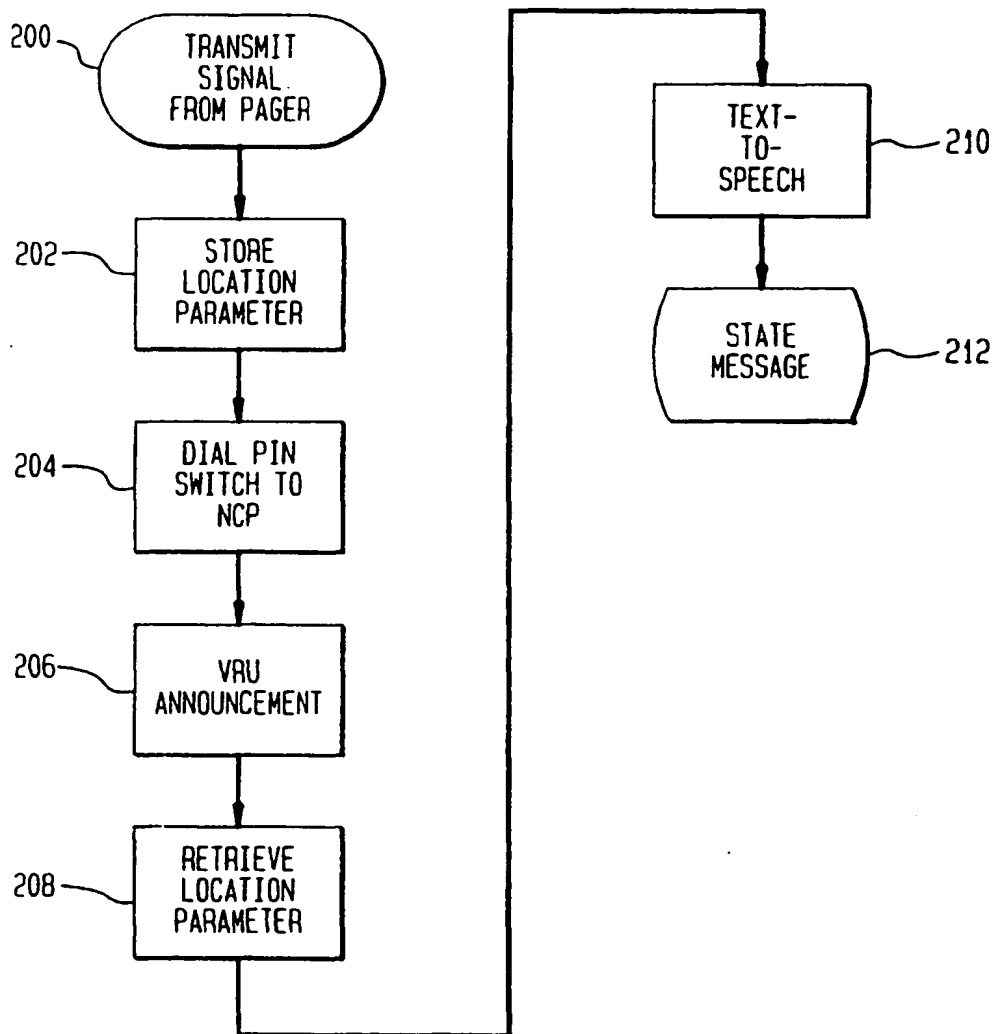 200
TRANSMIT
SIGNAL
FROM PAGER
202
STORE
LOCATION
PARAMETER
204
DIAL PIN
SWITCH TO
NCP
206
VRU
ANNOUNCEMENT
208
RETRIEVE
LOCATION
PARAMETER
TEXT-
TO-
SPEECH
210
STATE
MESSAGE
212